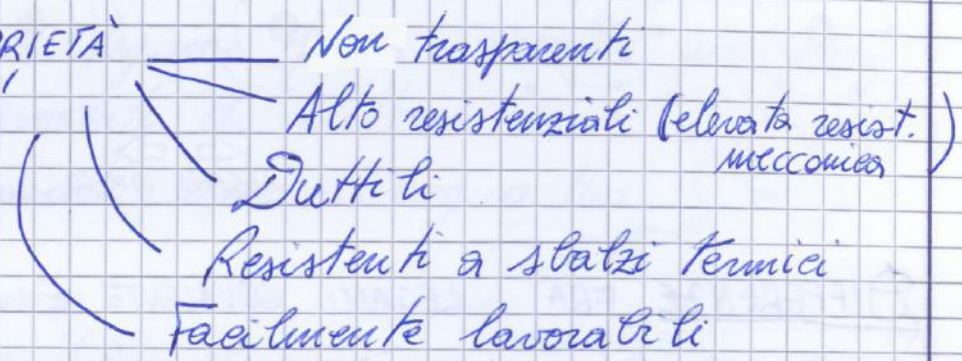 RIETÀ
Non trasparenti
Alto resistenziali (elevata resist.
meccanica)
Duttili
Resistenti a sbalzi termici
Facilmente lavorabili